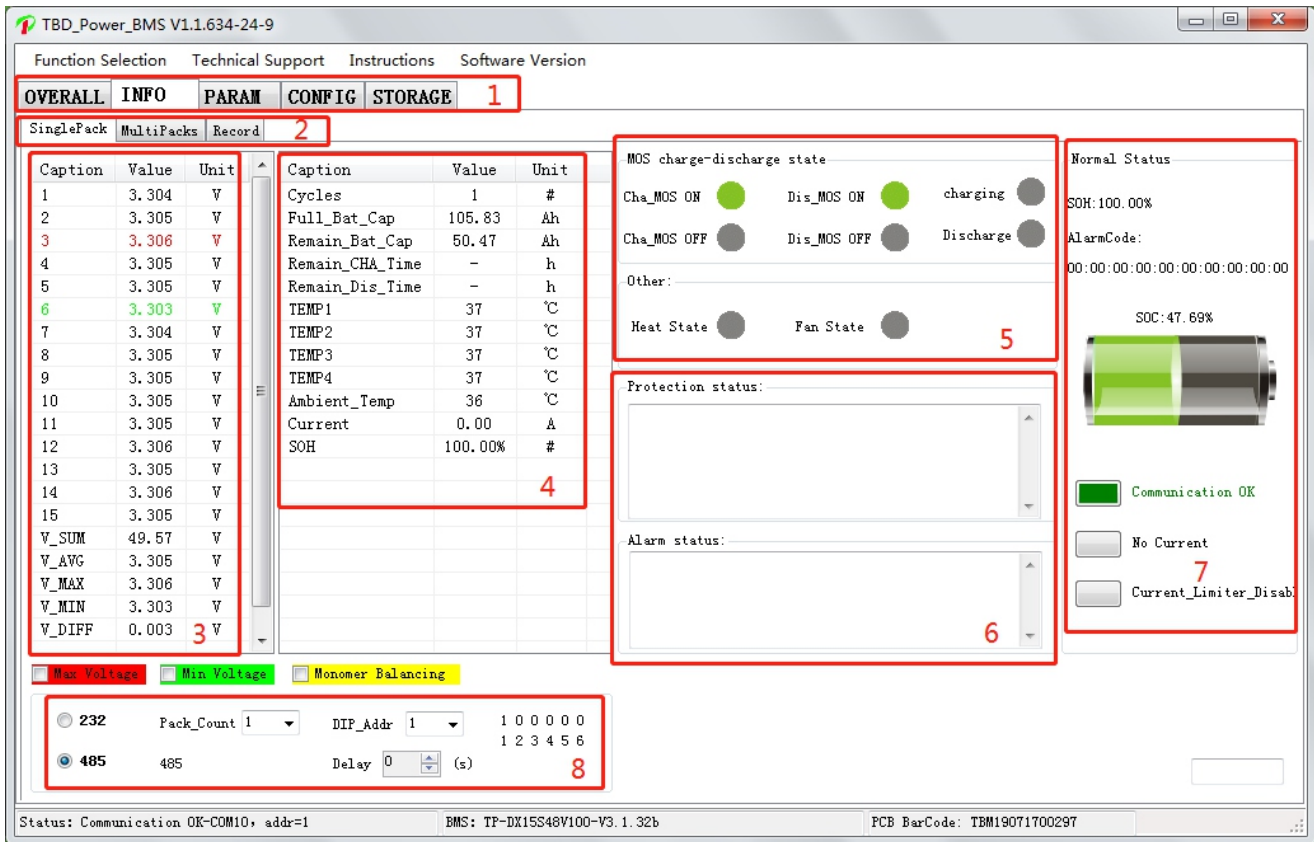 TBD_Power_BMS V1.1.634-24-9
Function Selection Technical Support Instructions Software Version
OVERALL INFO PARAM CONFIG STORAGE 1
SinglePack MultiPacks Record 2
Caption Value Unit
1 3.304 V
2 3.305 V
3 3.306 V
4 3.305 V
5 3.305 V
6 3.303 V
7 3.304 V
8 3.305 V
9 3.305 V
10 3.305 V
11 3.305 V
12 3.306 V
13 3.305 V
14 3.306 V
15 3.305 V
V_SUM 49.57 V
V_AVG 3.305 V
V_MAX 3.306 V
V_MIN 3.303 V
V_DIFF 0.003 V
3
Caption Value Unit
Cycles 1 #
Full_Bat_Cap 105.83 Ah
Remain_Bat_Cap 50.47 Ah
Remain_CHA_Time - h
Remain_Dis_Time - h
TEMP1 37 ℃
TEMP2 37 ℃
TEMP3 37 ℃
TEMP4 37 ℃
Ambient_Temp 36 ℃
Current 0.00 A
SOH 100.00% #
4
MOS charge-discharge state
Cha_MOS ON Dis_MOS ON charging
Cha_MOS OFF Dis_MOS OFF Discharge
Other:
Heat State Fan State
5
Protection status:
Alarm status:
6
Normal Status
SOH:100.00%
AlarmCode:
00:00:00:00:00:00:00:00:00:00
SOC:47.69%
Communication OK
No Current
7
Current_Limiter_Disabl
Max Voltage Min Voltage Monomer Balancing
232 Pack_Count 1 DIP_Addr 1 1 0 0 0 0 0
1 2 3 4 5 6
485 485 Delay 0 (s)
8
Status: Communication OK-COM10, addr=1 BMS: TP-DX15S48V100-V3.1.32b PCB BarCode: TBM19071700297